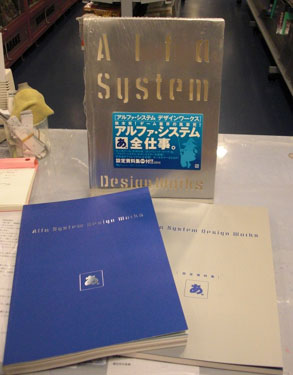 Alfa
System
[アルファ・システム デザインワークス]
アルファ・システム
あ 全仕事。
Design Works
Alfa System Design Works
あ
Alfa System Design Works
あ